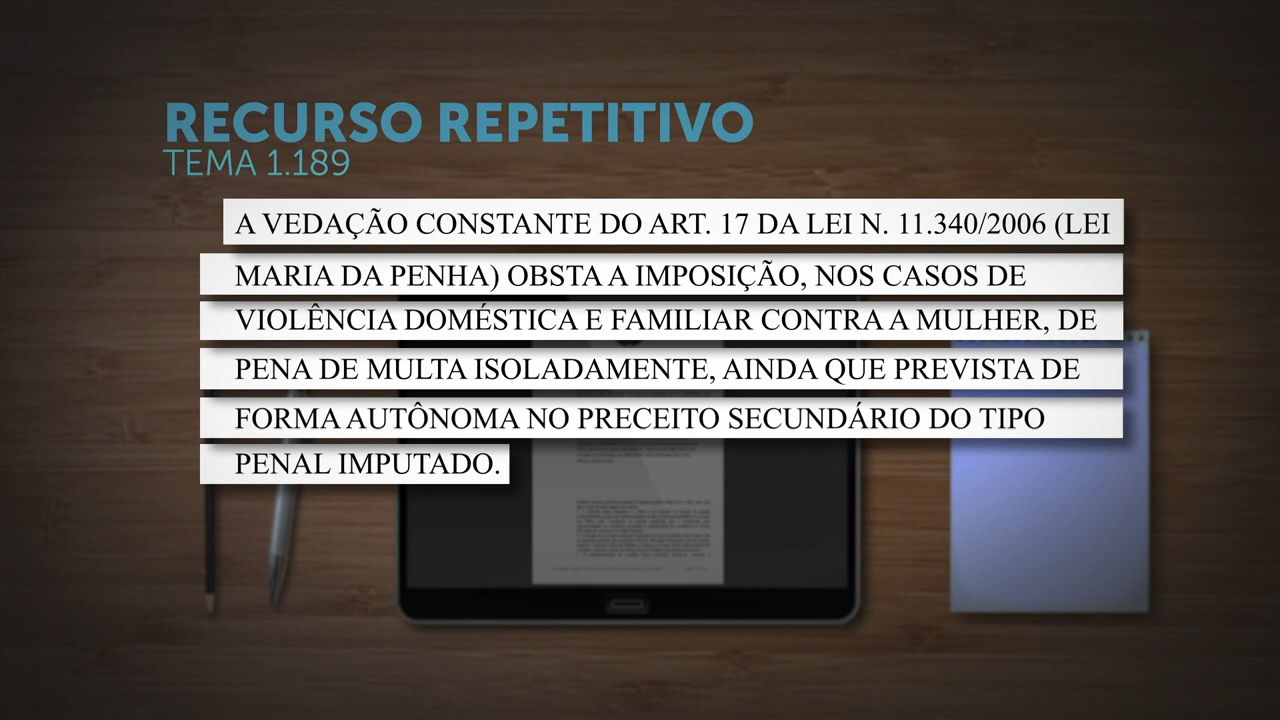 RECURSO REPETITIVO
TEMA 1.189
A VEDAÇÃO CONSTANTE DO ART. 17 DA LEI N. 11.340/2006 (LEI
MARIA DA PENHA) OBSTA A IMPOSIÇÃO, NOS CASOS DE
VIOLÊNCIA DOMÉSTICA E FAMILIAR CONTRA A MULHER, DE
PENA DE MULTA ISOLADAMENTE, AINDA QUE PREVISTA DE
FORMA AUTÔNOMA NO PRECEITO SECUNDÁRIO DO TIPO
PENAL IMPUTADO.